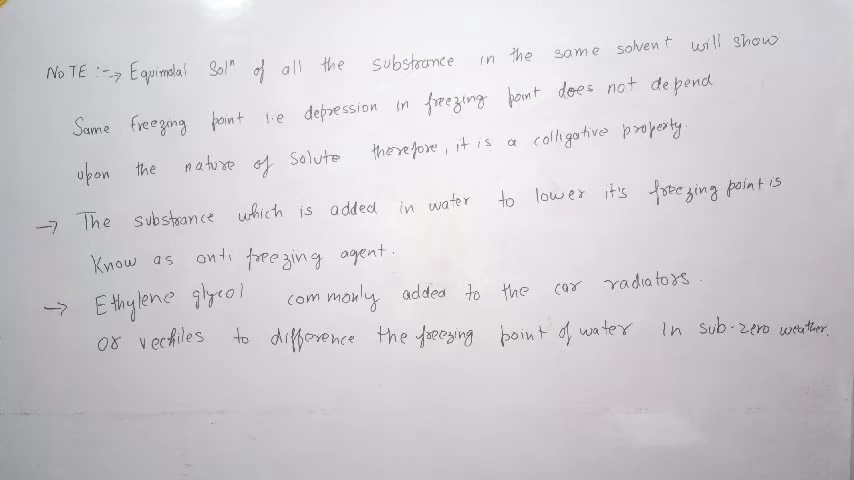 NOTE :-→ Equimolal Solⁿ of all the substrance in the same solvent will show
Same freezing point i.e depression in freezing point does not depend
upon the nature of solute therefore, it is a colligative property.
→ The substrance which is added in water to lower it's freezing point is
Know as anti freezing agent.
→ Ethylene glycol commonly added to the car radiators.
or vechiles to difference the freezing point of water in sub-zero weather.